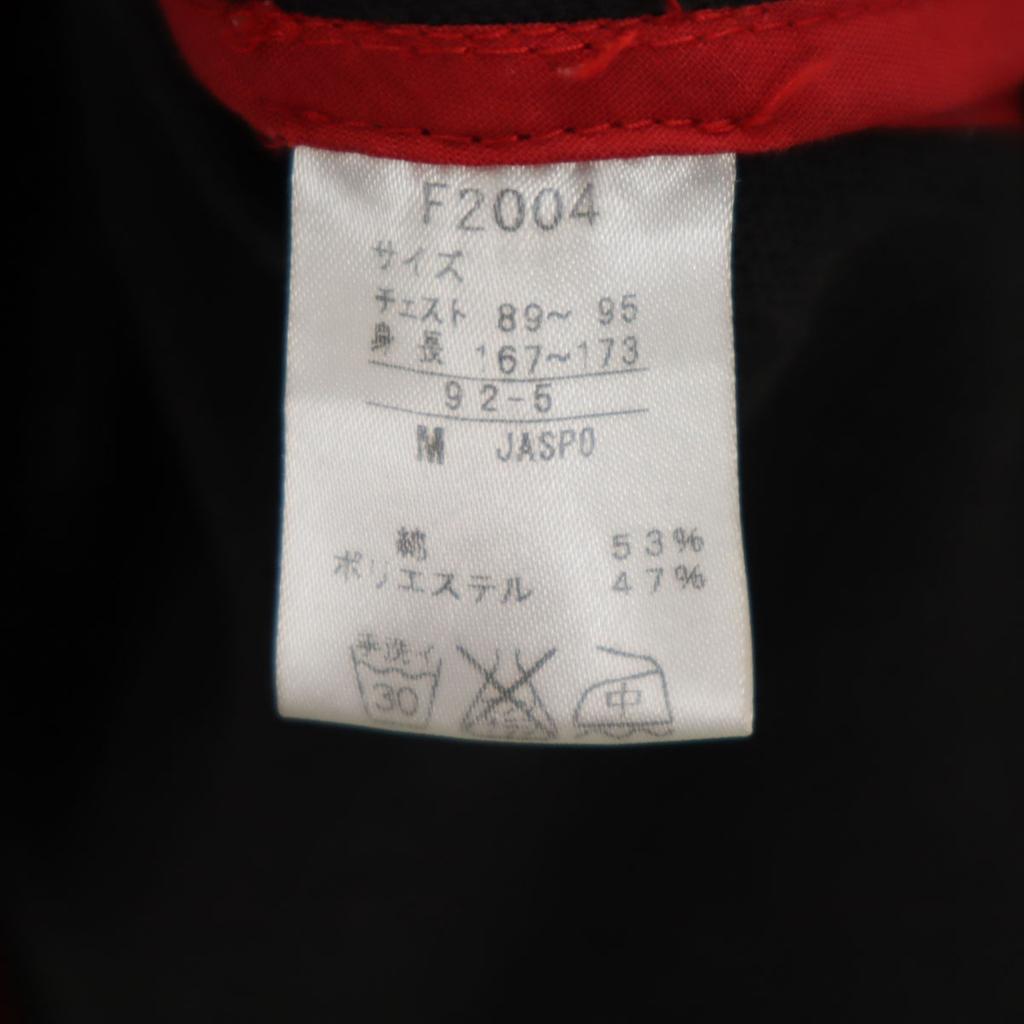 F2004
サイズ
チェスト 89~ 95
身 長 167~173
92-5
M JASPO
綿 53%
ポリエステル 47%
手洗イ
30
中